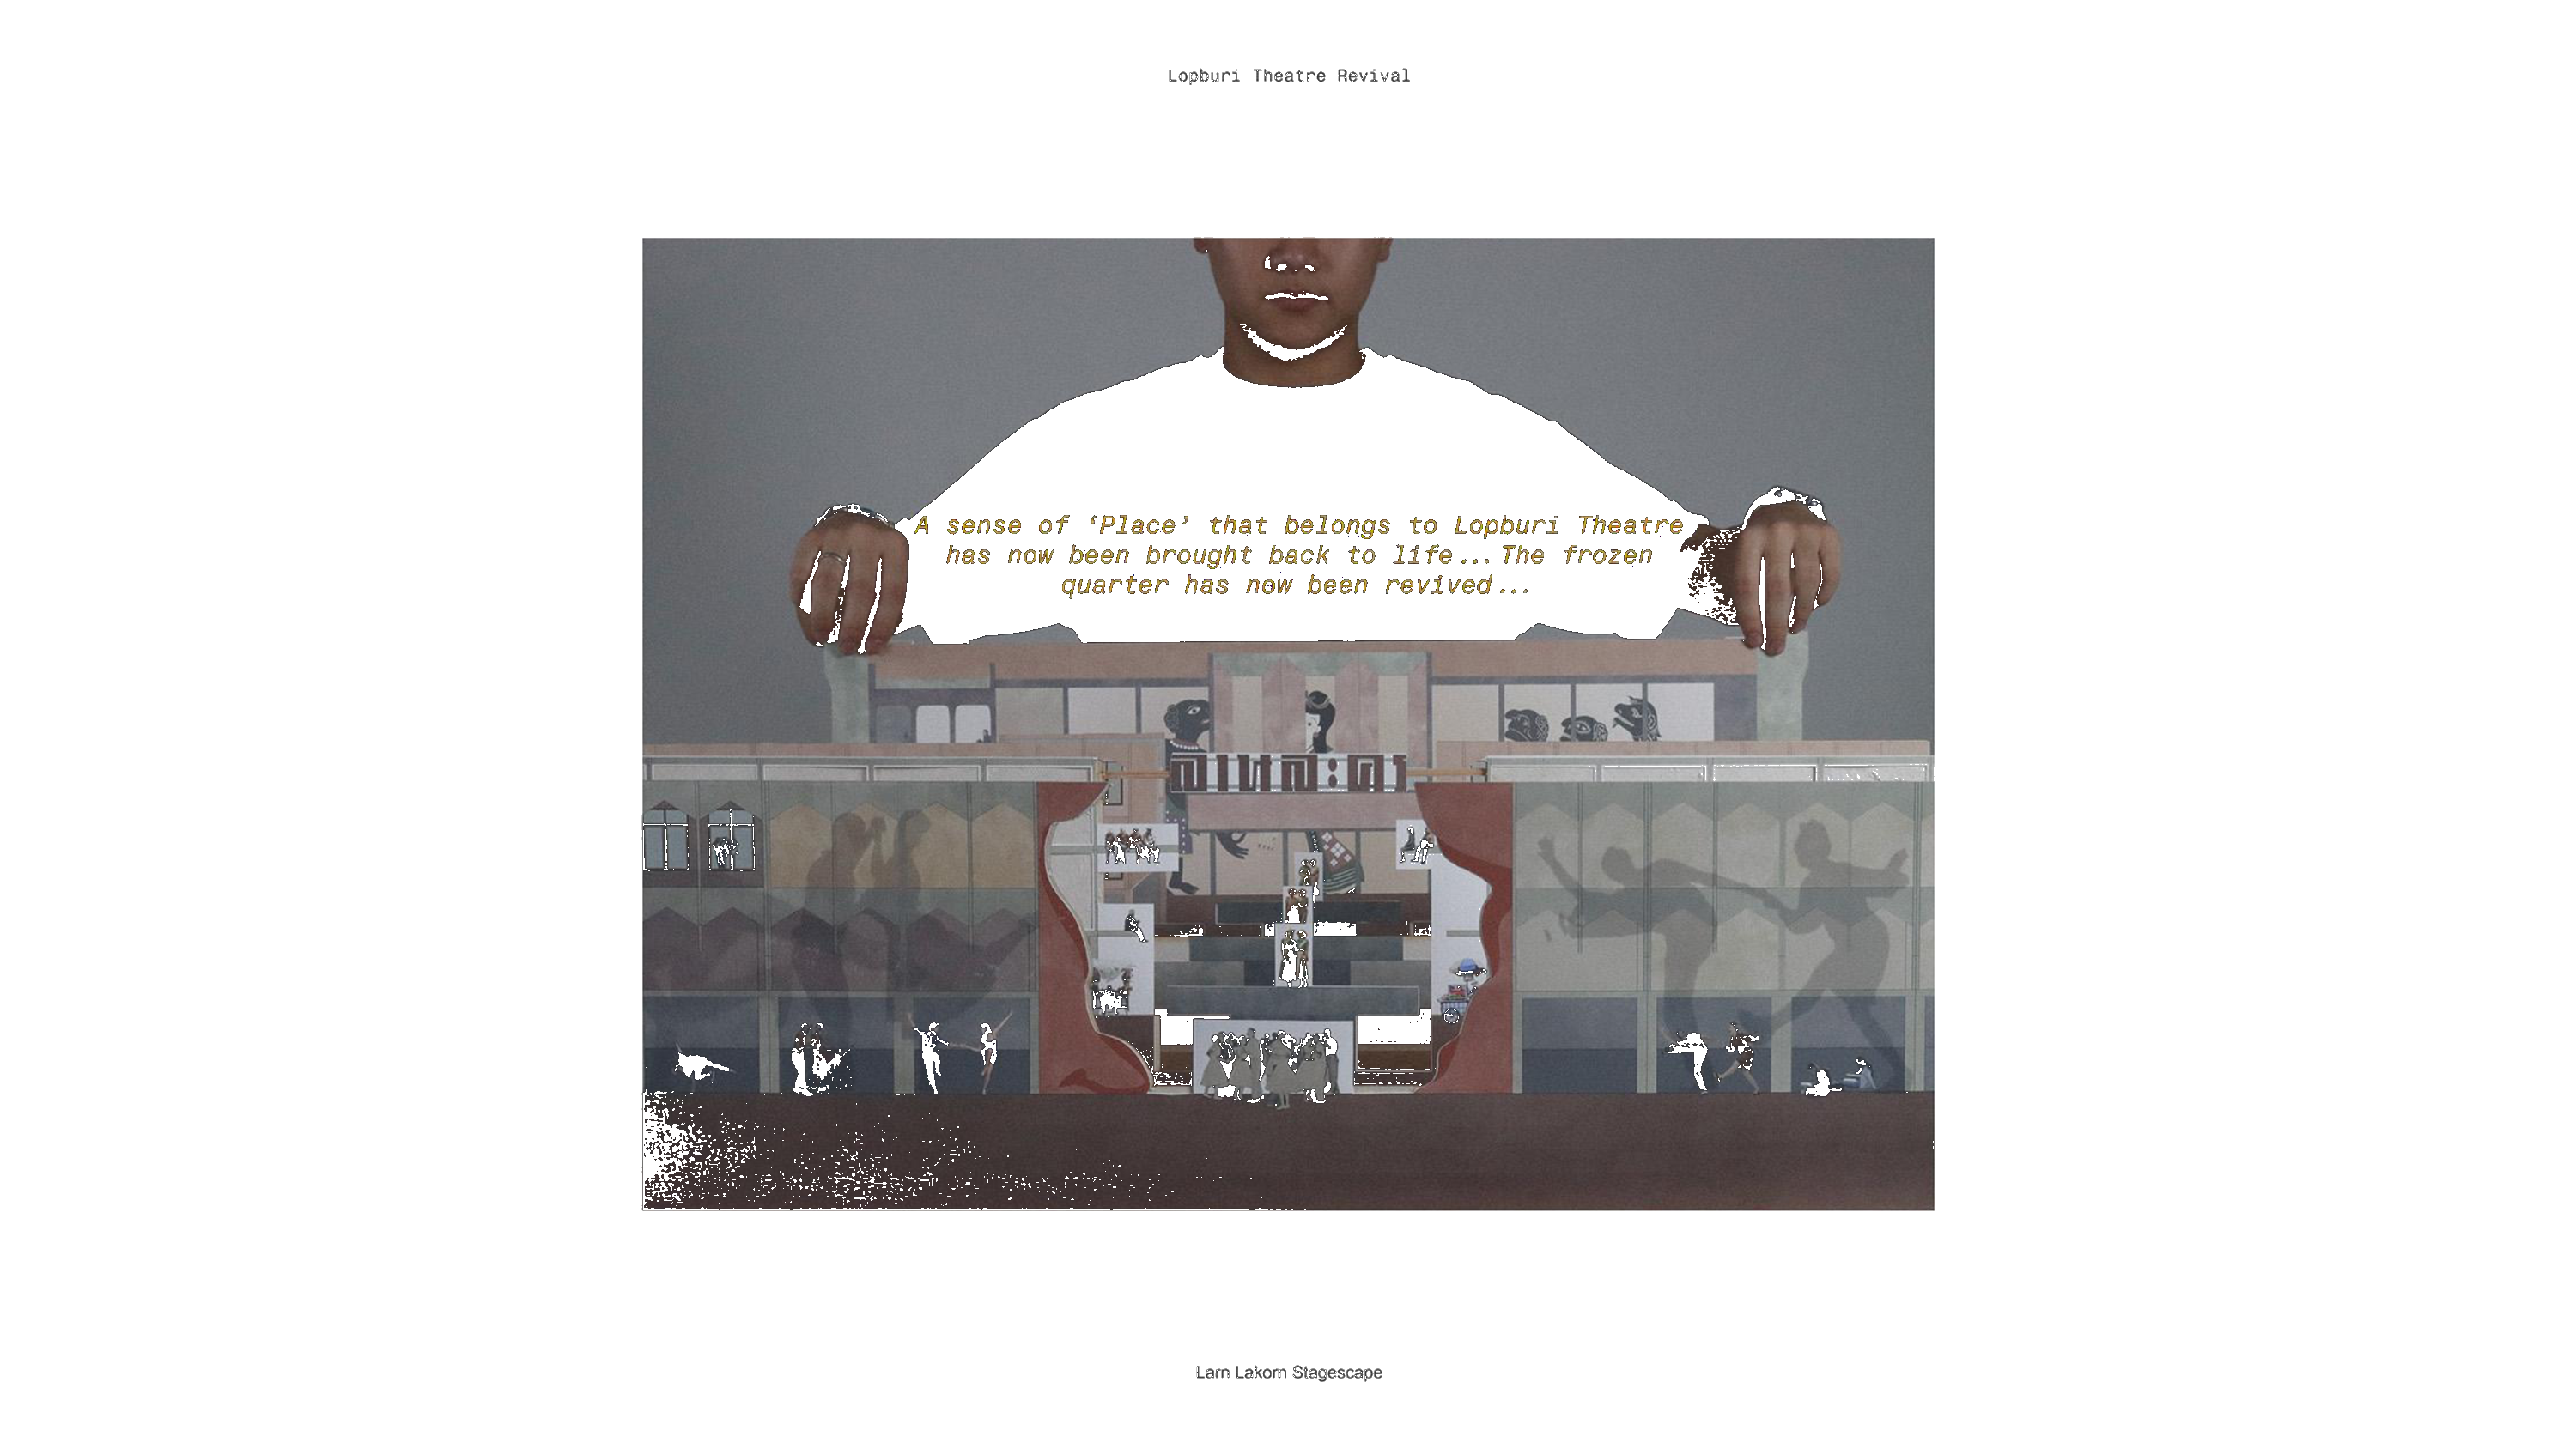 Lopburi Theatre Revival
A sense of ‘Place’ that belongs to Lopburi Theatre
has now been brought back to life...The frozen
quarter has now been revived...
Larn Lakorn Stagescape